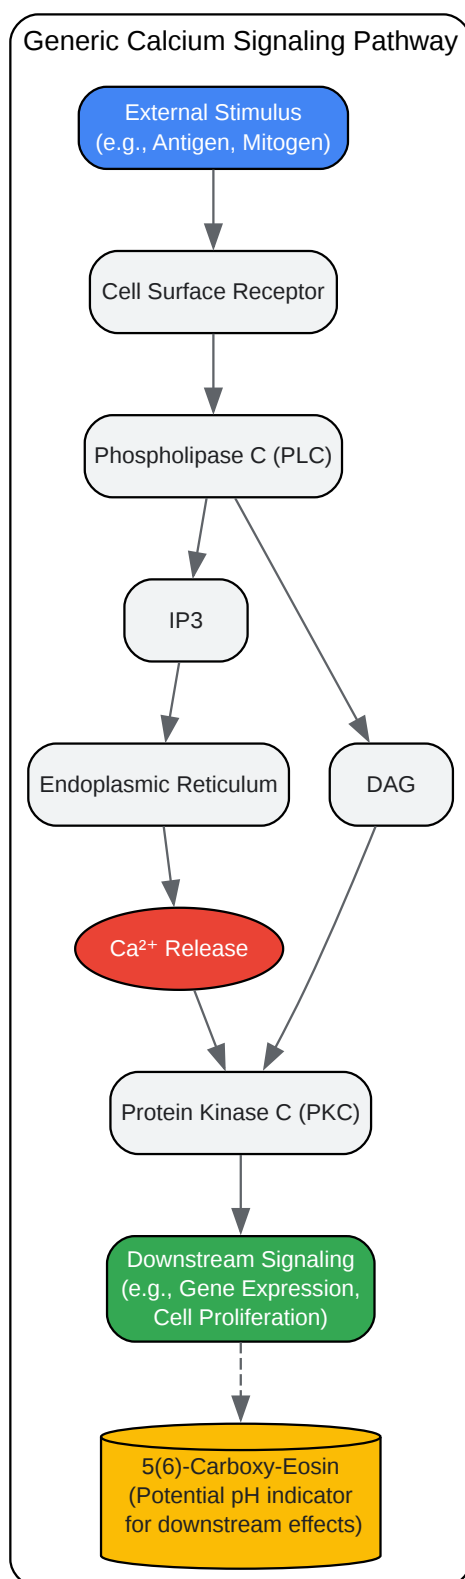 Generic Calcium Signaling Pathway
External Stimulus
(e.g., Antigen, Mitogen)
Cell Surface Receptor
Phospholipase C (PLC)
IP3
Endoplasmic Reticulum
DAG
Ca²⁺ Release
Protein Kinase C (PKC)
Downstream Signaling
(e.g., Gene Expression,
Cell Proliferation)
5(6)-Carboxy-Eosin
(Potential pH indicator
for downstream effects)